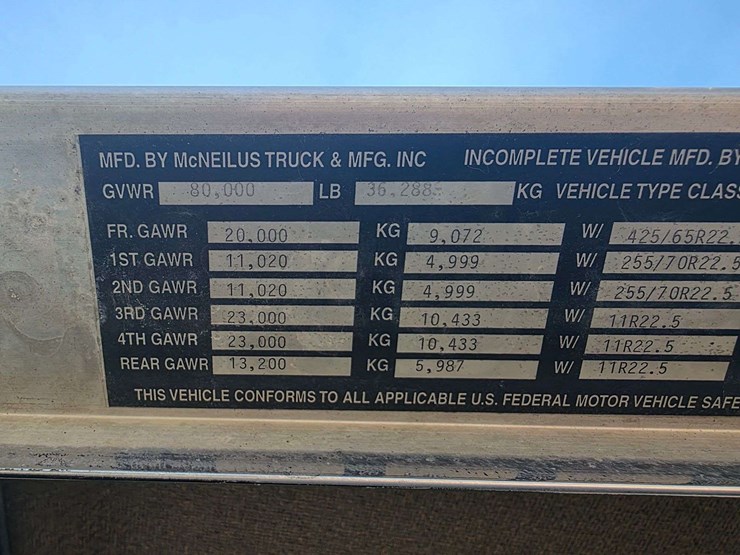 MFD. BY McNEILUS TRUCK & MFG. INC INCOMPLETE VEHICLE MFD. BY
GVWR 80,000 LB 36,288 KG VEHICLE TYPE CLASS
FR. GAWR 20,000 KG 9,072 W/ 425/65R22.
1ST GAWR 11,020 KG 4,999 W/ 255/70R22.5
2ND GAWR 11,020 KG 4,999 W/ 255/70R22.5
3RD GAWR 23,000 KG 10,433 W/ 11R22.5
4TH GAWR 23,000 KG 10,433 W/ 11R22.5
REAR GAWR 13,200 KG 5,987 W/ 11R22.5
THIS VEHICLE CONFORMS TO ALL APPLICABLE U.S. FEDERAL MOTOR VEHICLE SAFE